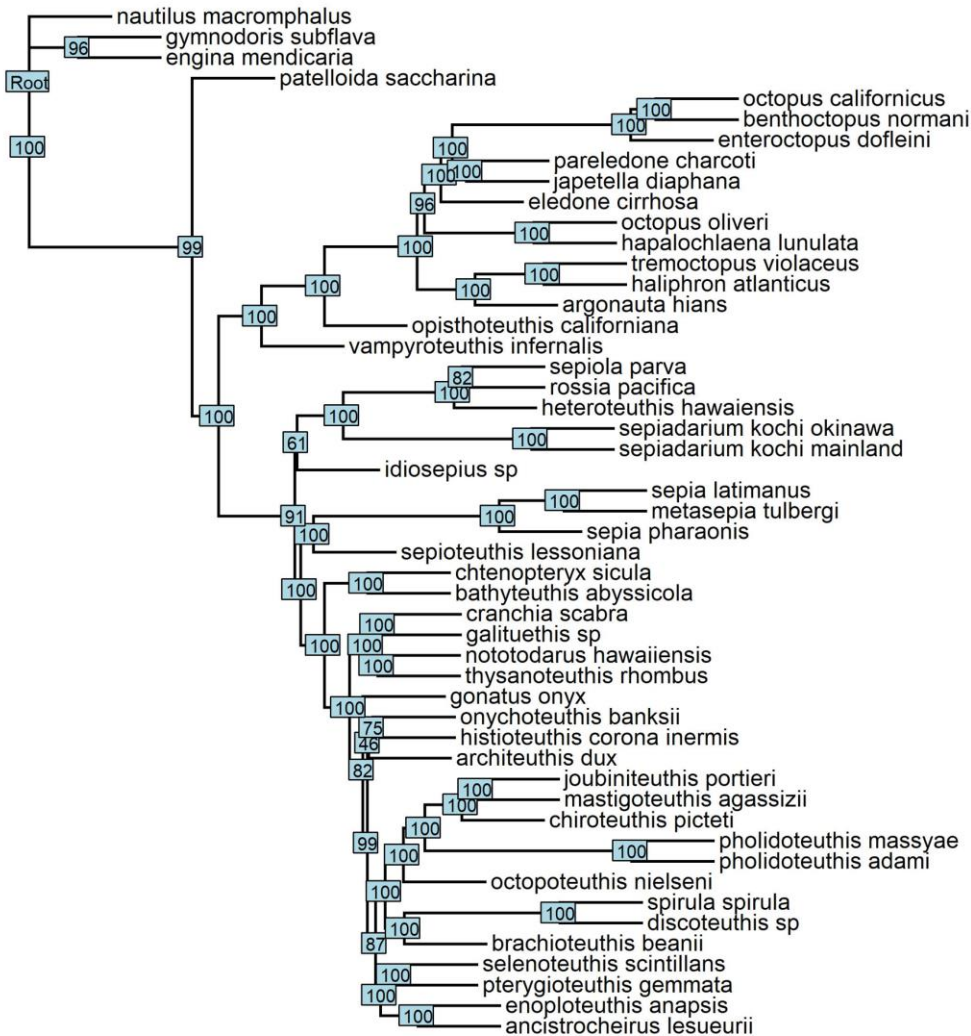 nautilus macromphalus
gymnodoris subflava
96
engina mendicaria
Root
patelloida saccharina
octopus californicus
100
benthoctopus normani
100
enteroctopus dofleini
100
100
pareledone charcoti
100
100
japetella diaphana
eledone cirrhosa
96
octopus oliveri
100
hapalochlaena lunulata
99
100
tremoctopus violaceus
100
haliphron atlanticus
100
100
argonauta hians
100
opisthoteuthis californiana
vampyroteuthis infernalis
sepiola parva
82
rossia pacifica
100
heteroteuthis hawaiensis
100
100
sepiadarium kochi okinawa
61
100
sepiadarium kochi mainland
idiosepius sp
sepia latimanus
100
metasepia tulbergi
91
100
sepia pharaonis
100
sepioteuthis lessoniana
chtenopteryx sicula
100
100
bathyteuthis abyssicola
cranchia scabra
100
galituethis sp
100
nototodarus hawaiiensis
100
thysanoteuthis rhombus
gonatus onyx
100
onychoteuthis banksii
75
histioteuthis corona inermis
46
architeuthis dux
82
joubiniteuthis portieri
100
mastigoteuthis agassizii
100
chiroteuthis picteti
100
pholidoteuthis massyae
99
100
100
pholidoteuthis adami
octopoteuthis nielseni
100
spirula spirula
100
discoteuthis sp
100
brachioteuthis beanii
87
selenoteuthis scintillans
100
pterygioteuthis gemmata
100
enoploteuthis anapsis
100
ancistrocheirus lesueurii